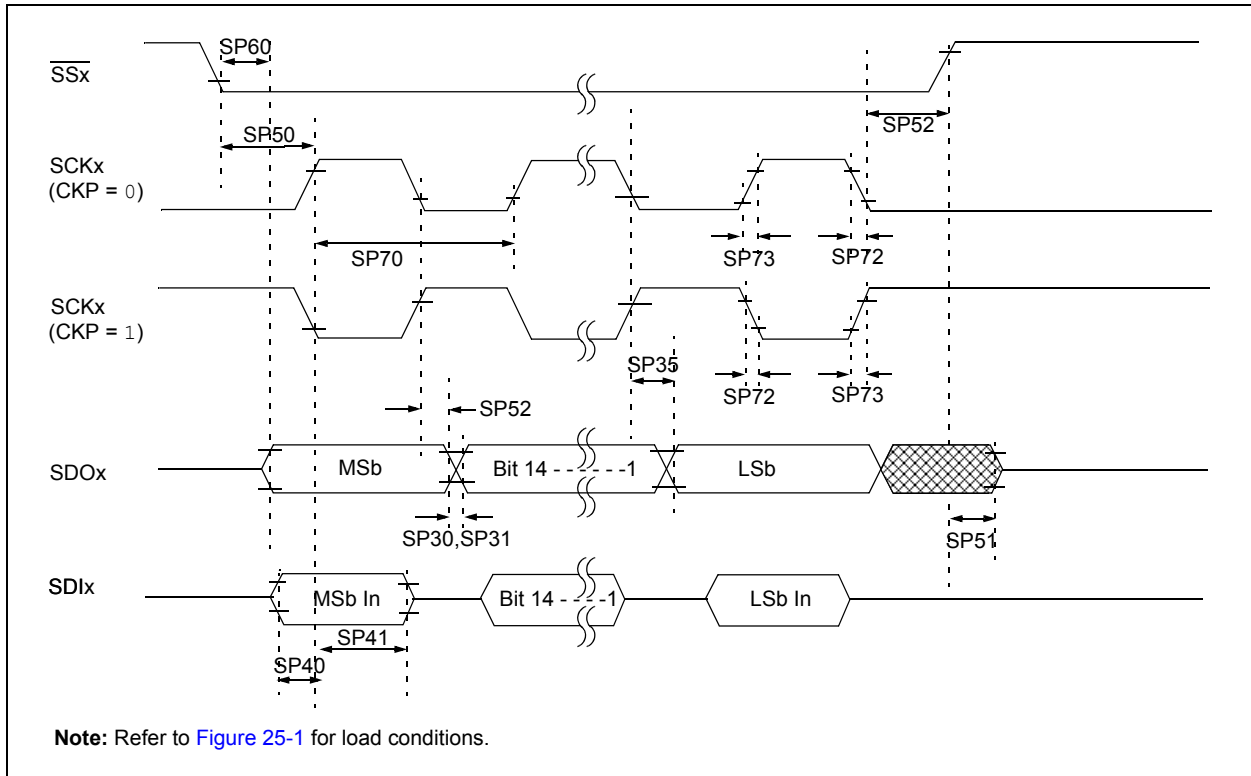 SP60
SSx
SP50
SP52
SCKx
(CKP = 0)
SP70
SP73
SP72
SCKx
(CKP = 1)
SP35
SP72
SP73
SP52
SDOx
MSb
Bit 14 - - - - - -1
LSb
SP30,SP31
SP51
SDIx
MSb In
Bit 14 - - - -1
LSb In
SP41
SP40
Note: Refer to Figure 25-1 for load conditions.